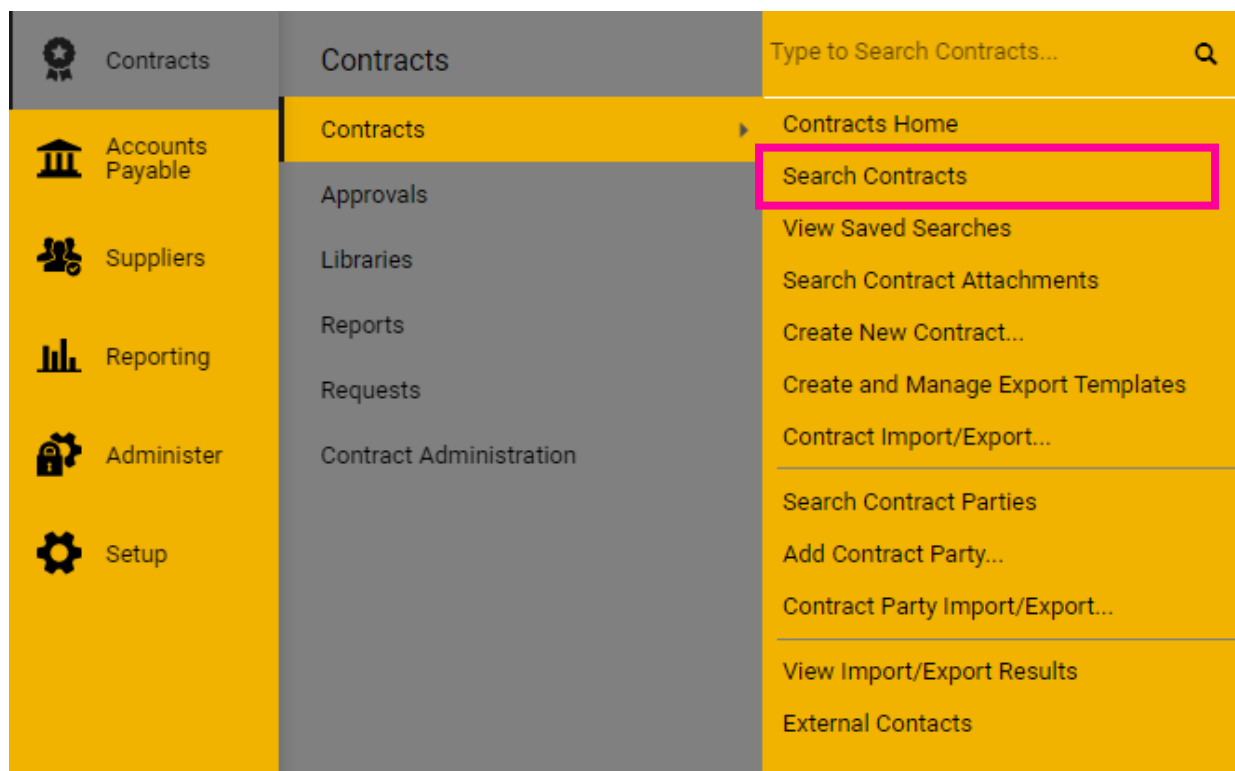 Contracts
Accounts
Payable
Suppliers
Reporting
Administer
Setup
Contracts
Contracts
Approvals
Libraries
Reports
Requests
Contract Administration
Type to Search Contracts...
Contracts Home
Search Contracts
View Saved Searches
Search Contract Attachments
Create New Contract...
Create and Manage Export Templates
Contract Import/Export...
Search Contract Parties
Add Contract Party...
Contract Party Import/Export...
View Import/Export Results
External Contacts